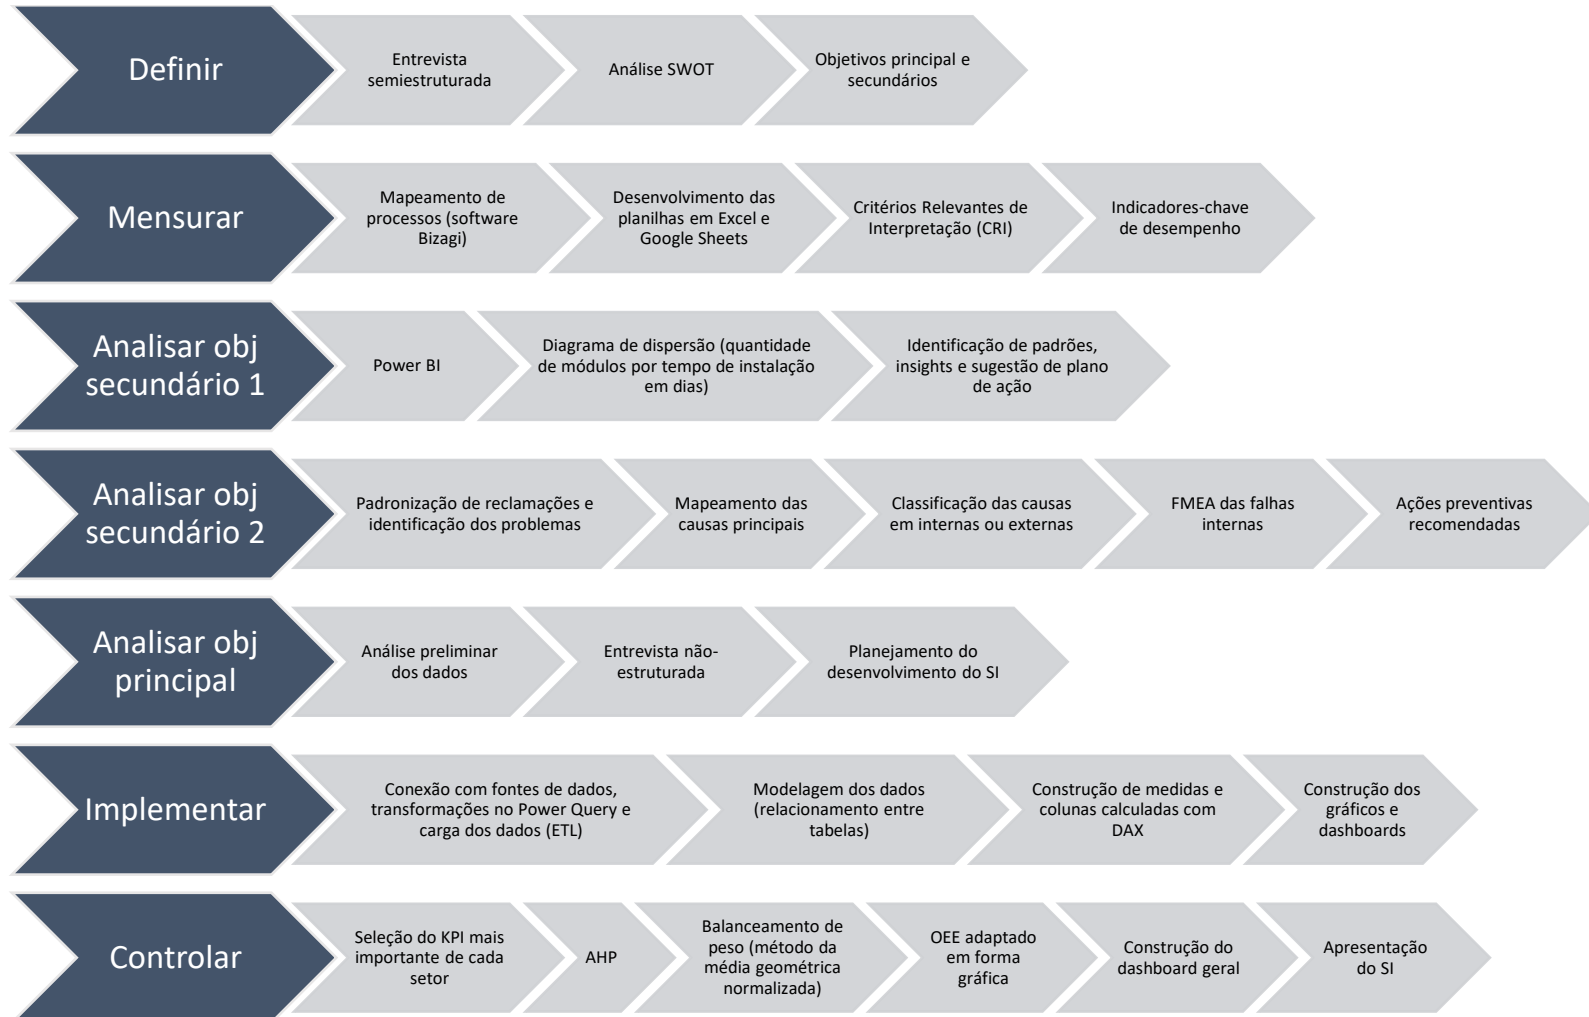 Definir
Entrevista
semiestruturada
Análise SWOT
Objetivos principal e
secundários
Mensurar
Mapeamento de
processos (software
Bizagi)
Desenvolvimento das
planilhas em Excel e
Google Sheets
Critérios Relevantes de
Interpretação (CRI)
Indicadores-chave
de desempenho
Analisar obj
secundário 1
Power BI
Diagrama de dispersão (quantidade
de módulos por tempo de instalação
em dias)
Identificação de padrões,
insights e sugestão de plano
de ação
Analisar obj
secundário 2
Padronização de reclamações e
identificação dos problemas
Mapeamento das
causas principais
Classificação das causas
em internas ou externas
FMEA das falhas
internas
Ações preventivas
recomendadas
Analisar obj
principal
Análise preliminar
dos dados
Entrevista não-
estruturada
Planejamento do
desenvolvimento do SI
Implementar
Conexão com fontes de dados,
transformações no Power Query e
carga dos dados (ETL)
Modelagem dos dados
(relacionamento entre
tabelas)
Construção de medidas e
colunas calculadas com
DAX
Construção dos
gráficos e
dashboards
Controlar
Seleção do KPI mais
importante de cada
setor
AHP
Balanceamento de
peso (método da
média geométrica
normalizada)
OEE adaptado
em forma
gráfica
Construção do
dashboard geral
Apresentação
do SI